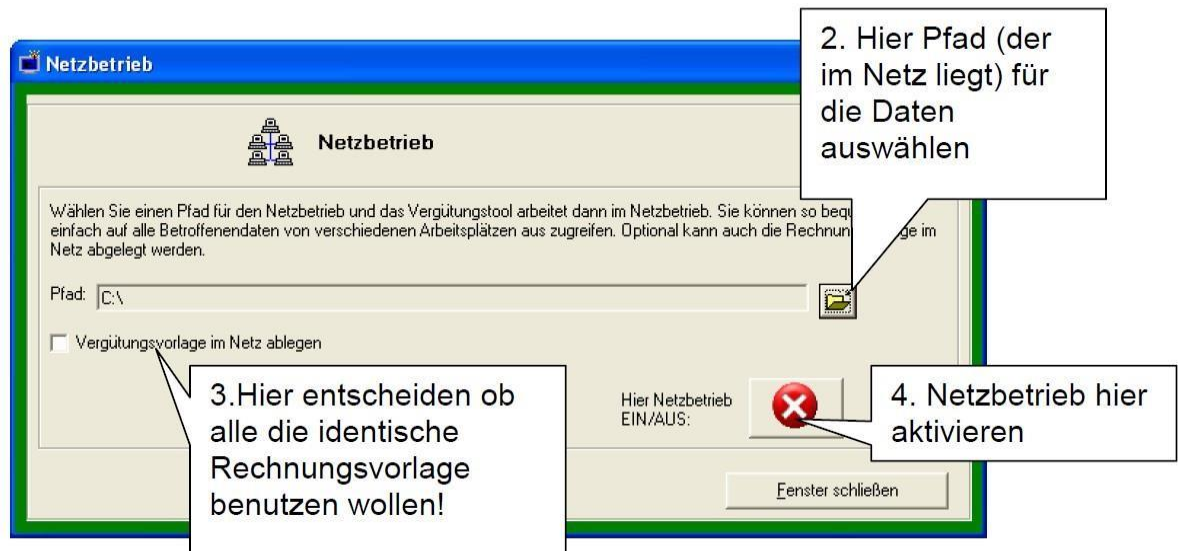 Netzbetrieb
2. Hier Pfad (der
im Netz liegt) für
die Daten
auswählen
Netzbetrieb
Wählen Sie einen Pfad für den Netzbetrieb und das Vergütungstool arbeitet dann im Netzbetrieb. Sie können so
einfach auf alle Betroffenendaten von verschiedenen Arbeitsplätzen aus zugreifen. Optional kann auch die im
Netz abgelegt werden.
Pfad: C:\
Vergütungsvorlage im Netz ablegen
3.Hier entscheiden ob
alle die identische
Rechnungsvorlage
benutzen wollen!
Hier Netzbetrieb
EIN/AUS:
4. Netzbetrieb hier
aktivieren
Fenster schließen